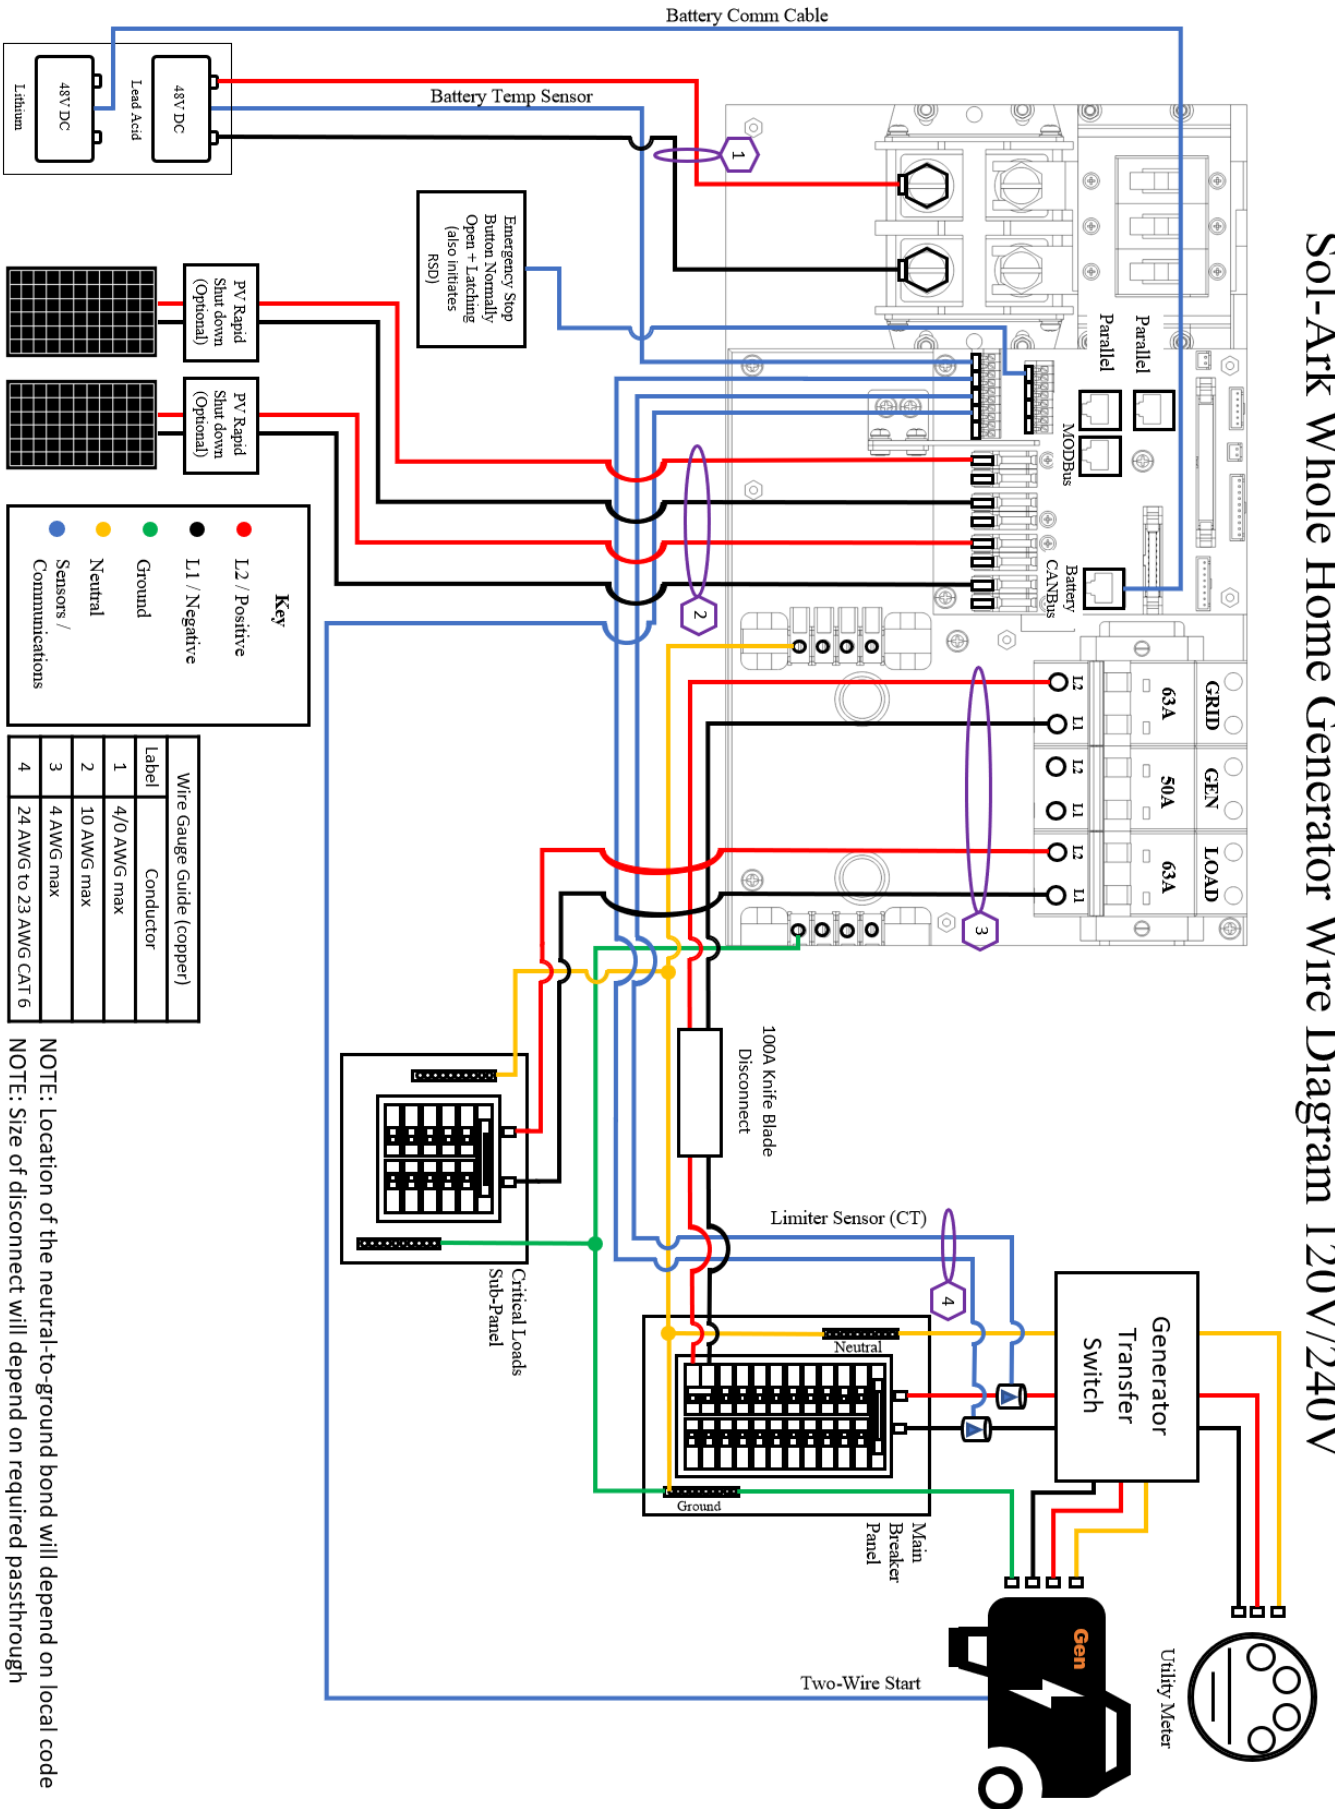 Sol-Ark Whole Home Generator Wire Diagram 120V/240V
Battery Comm Cable
Battery Temp Sensor
48V DC
Lead Acid
48V DC
Lithium
1
Emergency Stop
Button Normally
Open + Latching
(also initiates
RSD)
PV Rapid
Shut down
(Optional)
PV Rapid
Shut down
(Optional)
Parallel
Parallel
MODBus
Battery
CANBus
2
GRID
63A
L2
L1
GEN
50A
L2
L1
LOAD
63A
L2
L1
3
Key
L2 / Positive
L1 / Negative
Ground
Neutral
Sensors /
Communications
Wire Gauge Guide (copper)
Label Conductor
1 4/0 AWG max
2 10 AWG max
3 4 AWG max
4 24 AWG to 23 AWG CAT 6
100A Knife Blade
Disconnect
Limiter Sensor (CT)
4
Critical Loads
Sub-Panel
Neutral
Ground
Main
Breaker
Panel
Generator
Transfer
Switch
Gen
Two-Wire Start
Utility Meter
NOTE: Location of the neutral-to-ground bond will depend on local code
NOTE: Size of disconnect will depend on required passthrough